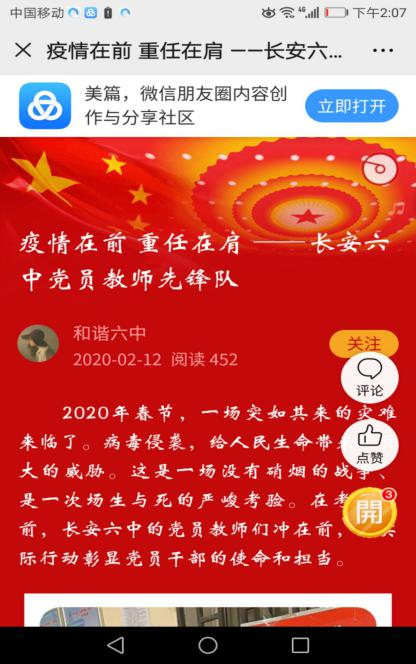 中国移动 4G 下午2:07
疫情在前 重任在肩 ——长安六...
美篇，微信朋友圈内容创
作与分享社区
立即打开
疫情在前 重任在肩 ——长安六
中党员教师先锋队
和谐六中
2020-02-12 阅读 452
关注
评论
点赞
開
3
2020年春节，一场突如其来的灾难
来临了。病毒侵袭，给人民生命带
大的威胁。这是一场没有硝烟的战争、
是一次场生与死的严峻考验。在
前，长安六中的党员教师们冲在前，
际行动彰显党员干部的使命和担当。